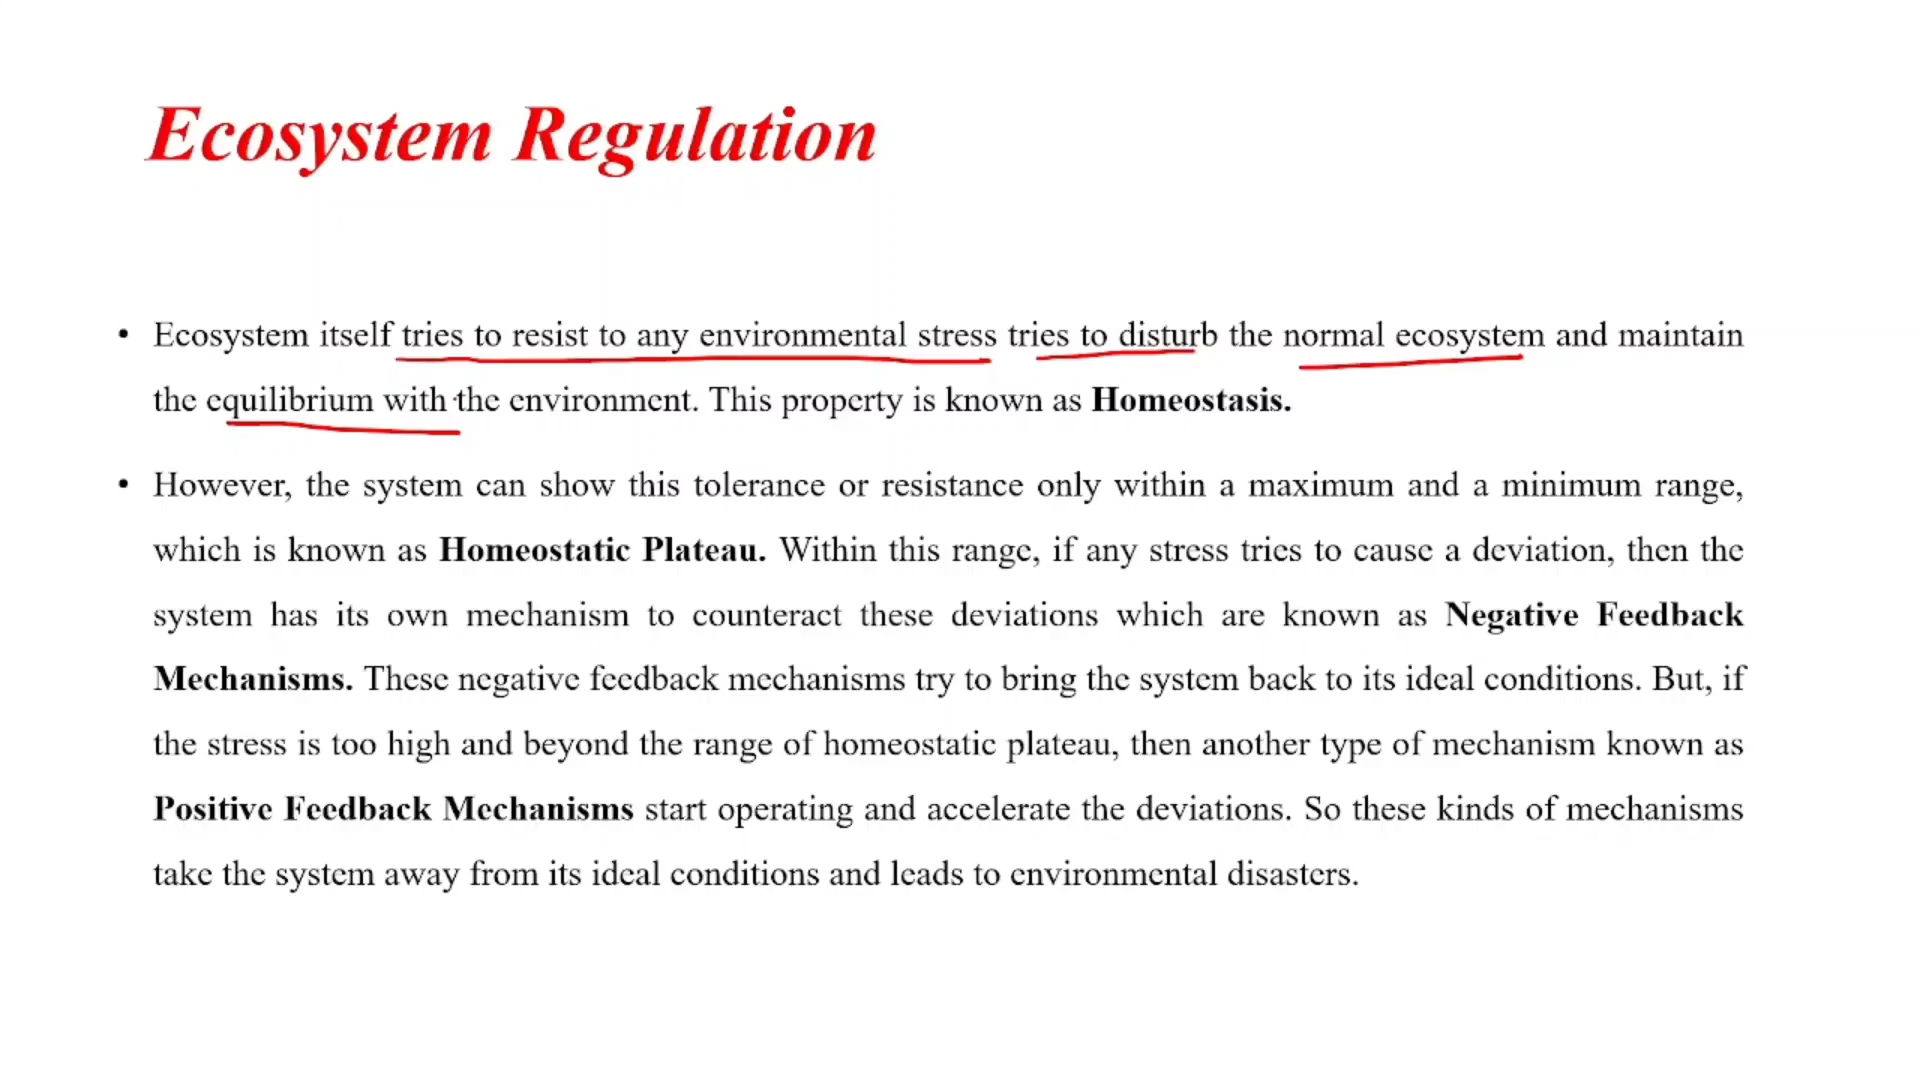 Ecosystem Regulation
• Ecosystem itself tries to resist to any environmental stress tries to disturb the normal ecosystem and maintain
the equilibrium with the environment. This property is known as Homeostasis.
• However, the system can show this tolerance or resistance only within a maximum and a minimum range,
which is known as Homeostatic Plateau. Within this range, if any stress tries to cause a deviation, then the
system has its own mechanism to counteract these deviations which are known as Negative Feedback
Mechanisms. These negative feedback mechanisms try to bring the system back to its ideal conditions. But, if
the stress is too high and beyond the range of homeostatic plateau, then another type of mechanism known as
Positive Feedback Mechanisms start operating and accelerate the deviations. So these kinds of mechanisms
take the system away from its ideal conditions and leads to environmental disasters.